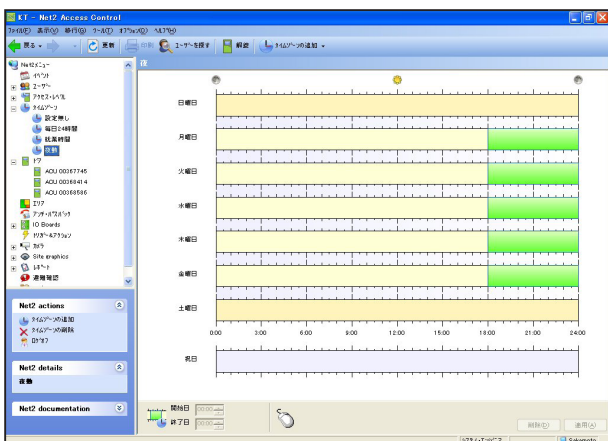 KT - Net2 Access Control
ファイル(F) 表示(V) 移行(G) ツール(T) オプション(O) ヘルプ(H)
戻る 更新 印刷 ユーザーを探す 解錠 タイムゾーンの追加
Net2メニュー
イベント
ユーザー
アクセス・レベル
タイムゾーン
設定無し
毎日24時間
就業時間
夜勤
ドア
ACU 00367745
ACU 00368414
ACU 00368586
エリア
アンチ・パスバック
IO Boards
トリガー&アクション
カメラ
Site graphics
レポート
避難確認
Net2 actions
タイムゾーンの追加
タイムゾーンの削除
ログオフ
Net2 details
夜勤
Net2 documentation
夜
日曜日
月曜日
火曜日
水曜日
木曜日
金曜日
土曜日
0:00 3:00 6:00 9:00 12:00 15:00 18:00 21:00 24:00
祝日
開始日 00:00
終了日 00:00
削除(D) 適用(A)
Sakamoto